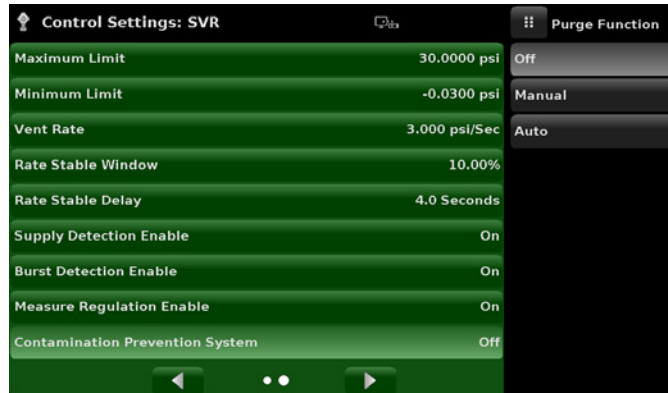 Control Settings: SVR
Maximum Limit 30.0000 psi
Minimum Limit -0.0300 psi
Vent Rate 3.000 psi/Sec
Rate Stable Window 10.00%
Rate Stable Delay 4.0 Seconds
Supply Detection Enable On
Burst Detection Enable On
Measure Regulation Enable On
Contamination Prevention System Off
Purge Function
Off
Manual
Auto